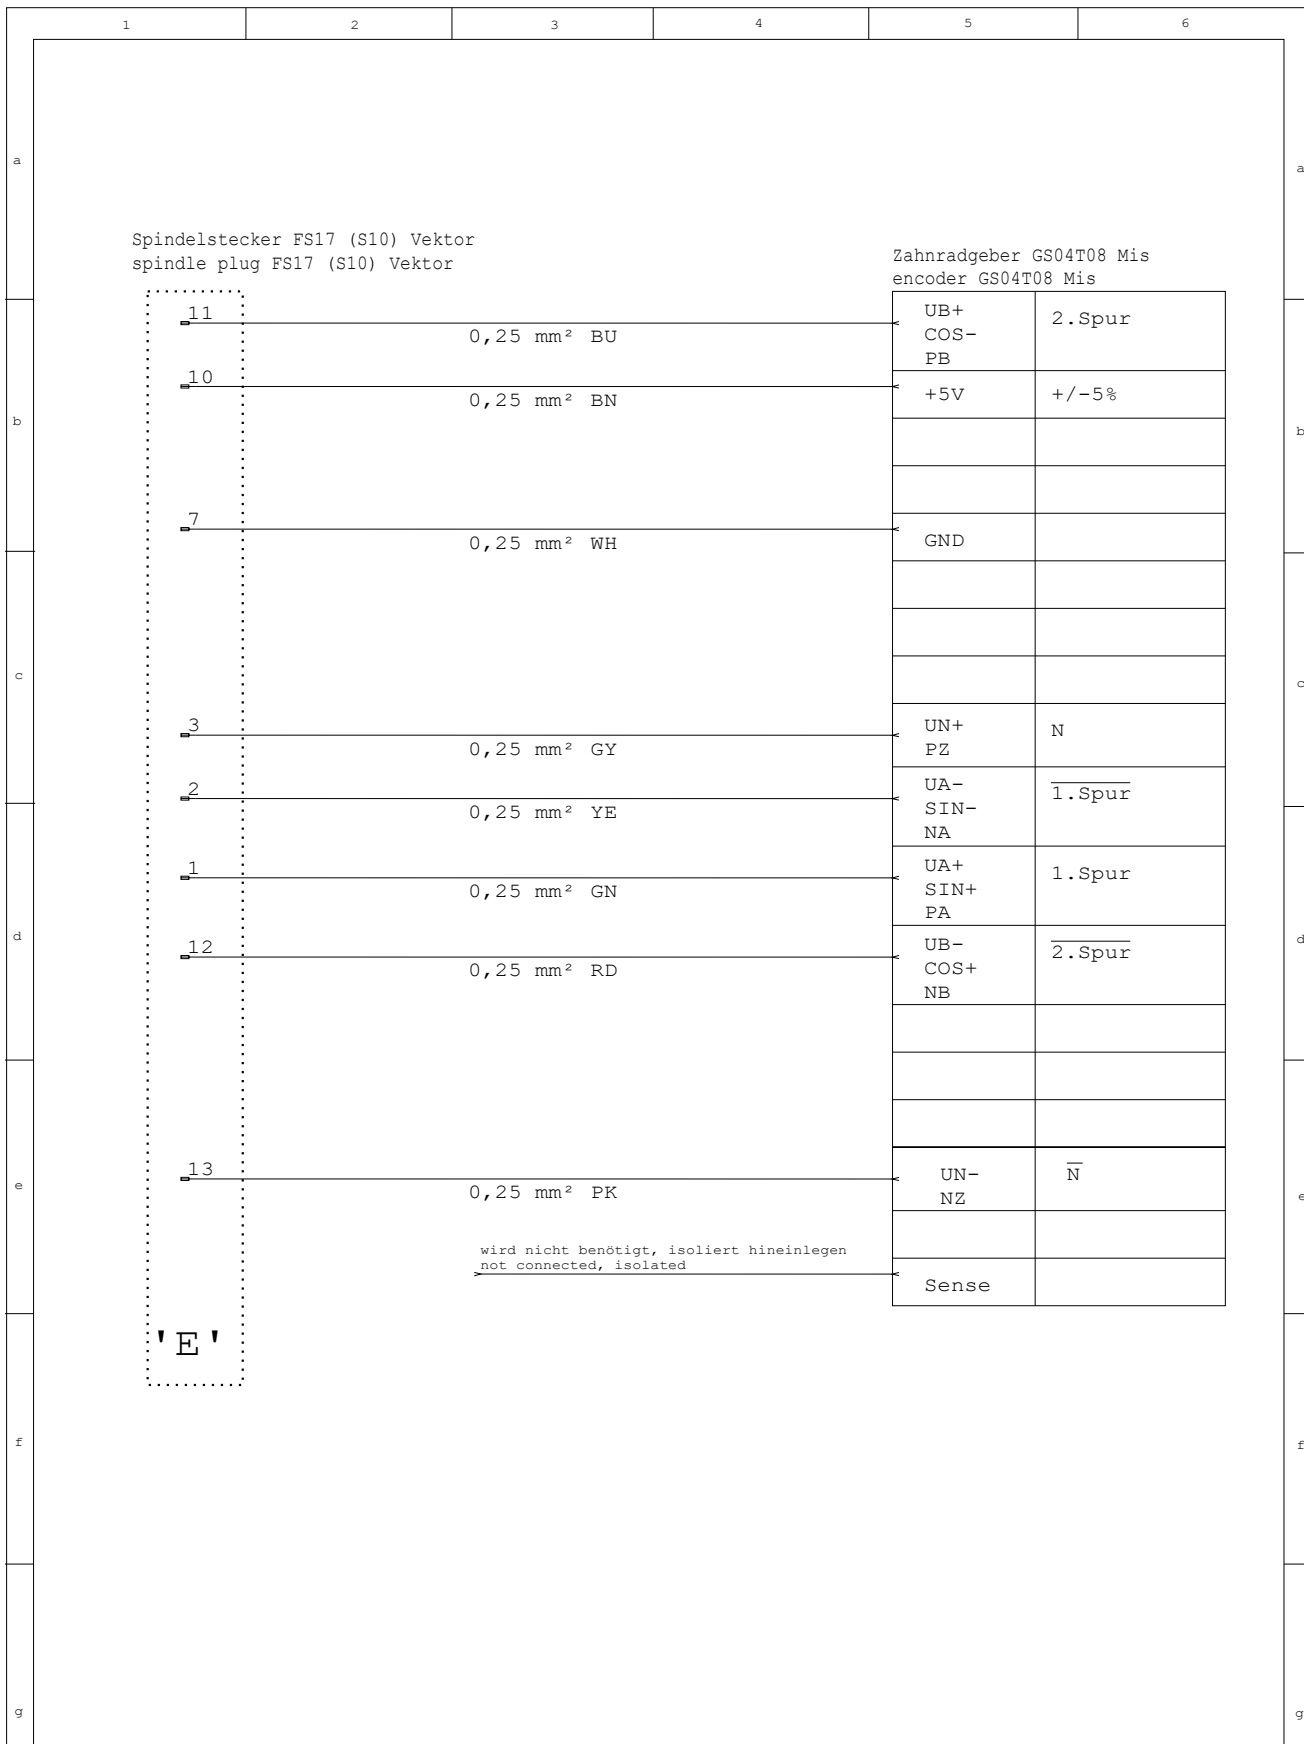 1 2 3 4 5 6
a a
Spindelstecker FS17 (S10) Vektor
spindle plug FS17 (S10) Vektor
Zahnradgeber GS04T08 Mis
encoder GS04T08 Mis
11
0,25 mm² BU
UB+
COS-
PB
2.Spur
10
0,25 mm² BN
+5V +/-5%
b b
7
0,25 mm² WH
GND
c c
3
0,25 mm² GY
UN+
PZ
N
2
0,25 mm² YE
UA-
SIN-
NA
1.Spur
1
0,25 mm² GN
UA+
SIN+
PA
1.Spur
d d
12
0,25 mm² RD
UB-
COS+
NB
2.Spur
13
0,25 mm² PK
UN-
NZ
N
e e
wird nicht benötigt, isoliert hineinlegen
not connected, isolated
Sense
'E'
f f
g g